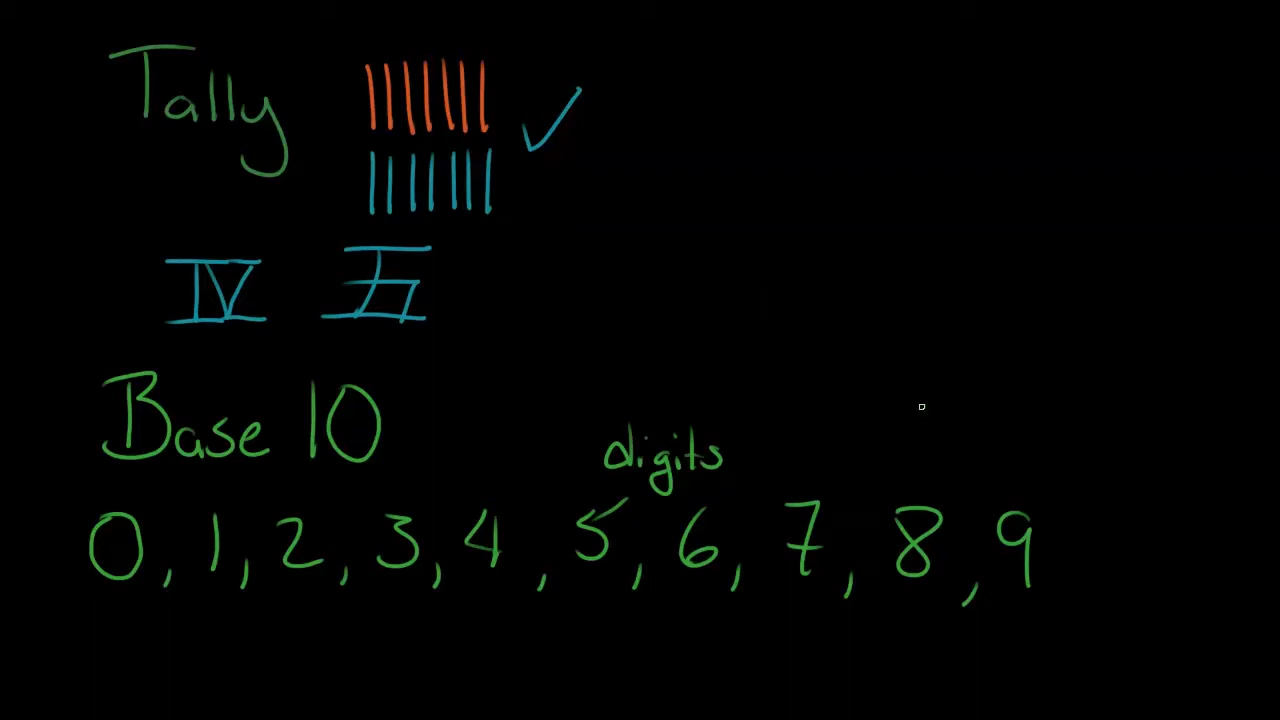 Tally ||||||| ✓
|||||||
IV 五
Base 10
digits
0, 1, 2, 3, 4, 5, 6, 7, 8, 9